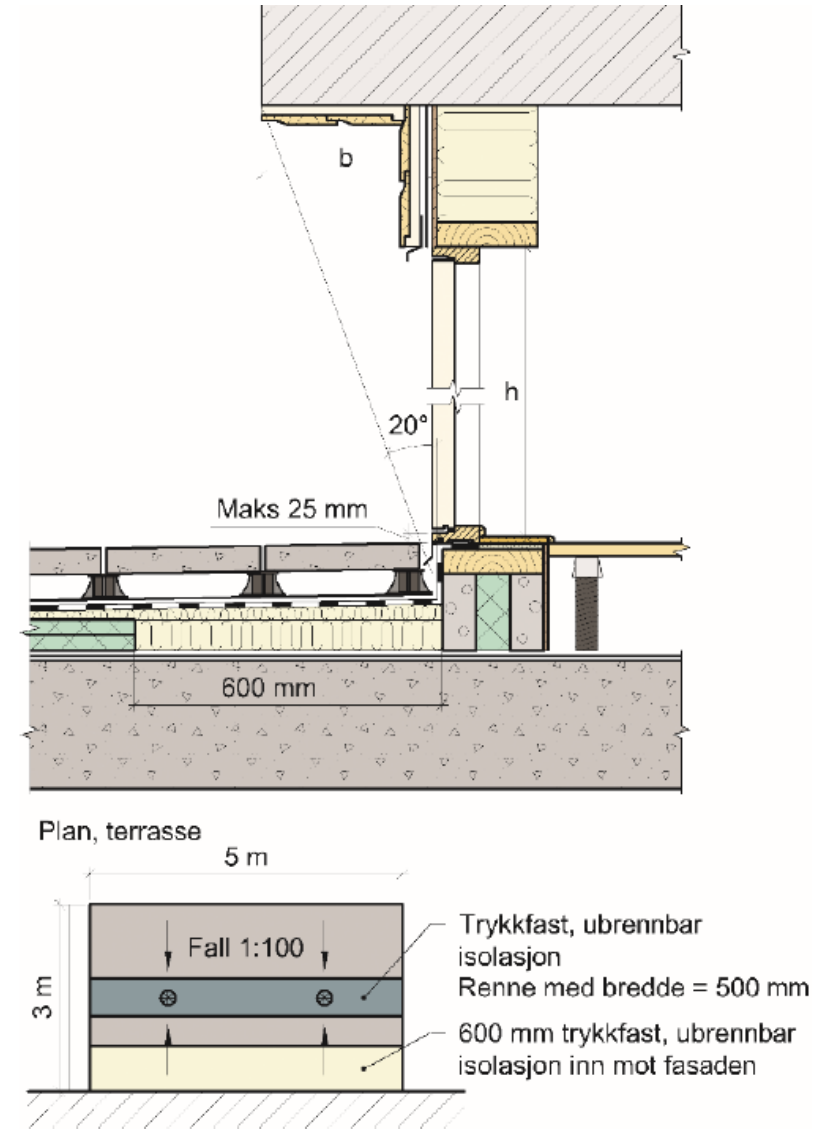 b
h
20°
Maks 25 mm
600 mm
Plan, terrasse
5 m
Fall 1:100
3 m
Trykkfast, ubrennbar
isolasjon
Renne med bredde = 500 mm
600 mm trykkfast, ubrennbar
isolasjon inn mot fasaden